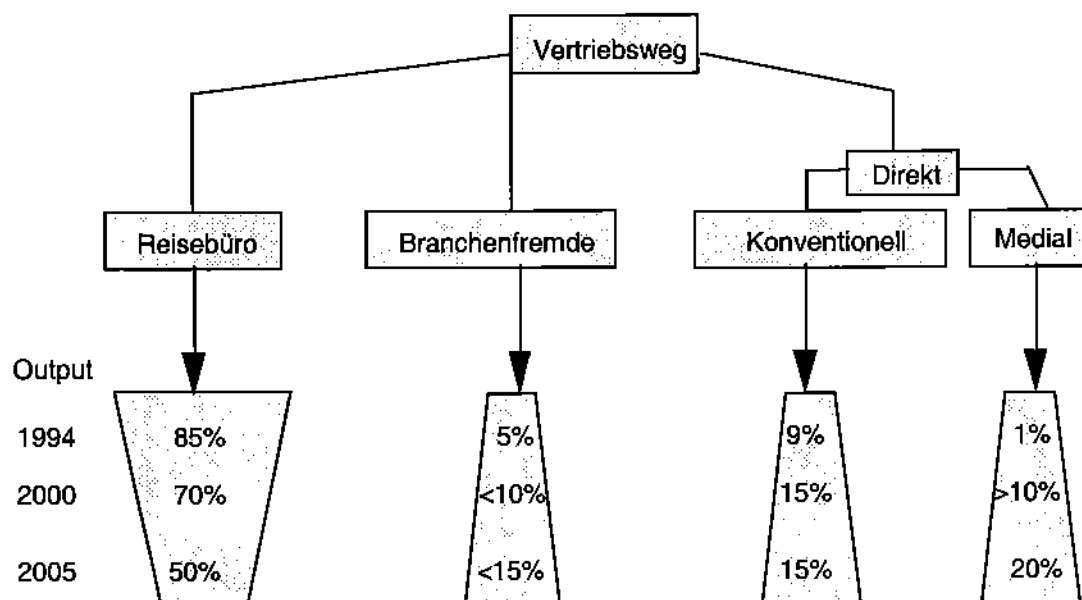 Vertriebsweg
Direkt
Reisebüro Branchenfremde Konventionell Medial
Output
1994 85% 5% 9% 1%
2000 70% <10% 15% >10%
2005 50% <15% 15% 20%